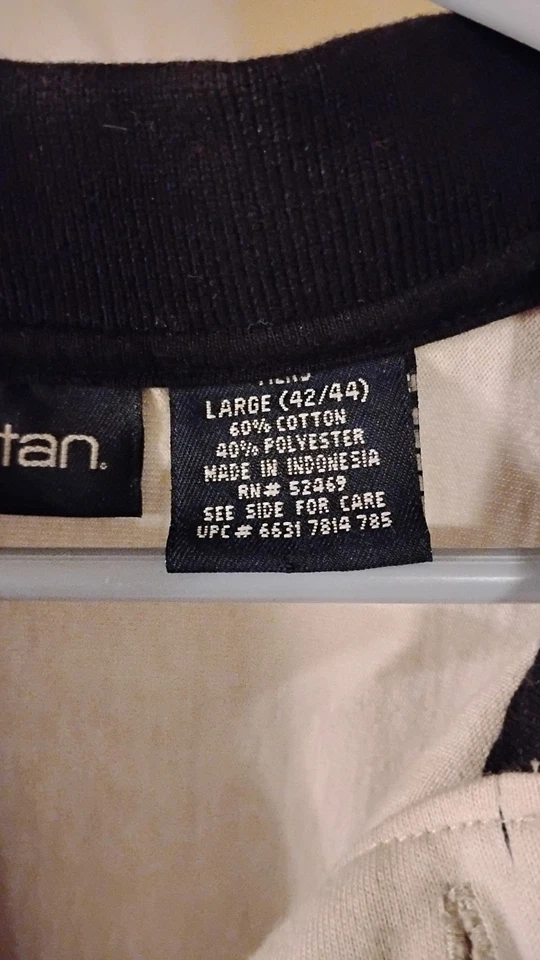 tan.
LARGE (42/44)
60% COTTON
40% POLYESTER
MADE IN INDONESIA
RN# 52469
SEE SIDE FOR CARE
UPC# 6631 7814 785